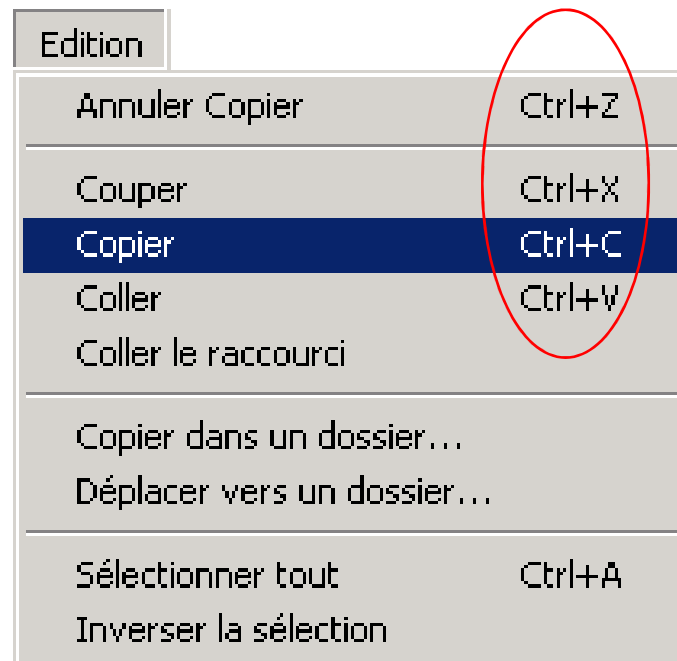 Edition
Annuler Copier Ctrl+Z
Couper Ctrl+X
Copier Ctrl+C
Coller Ctrl+V
Coller le raccourci
Copier dans un dossier...
Déplacer vers un dossier...
Sélectionner tout Ctrl+A
Inverser la sélection